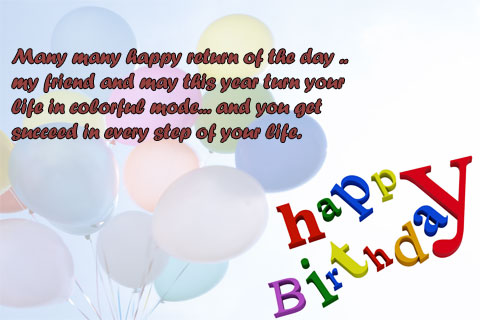 Many many happy return of the day ..
my friend and may this year turn your
life in colorful mode... and you get
succeed in every step of your life.
happy
Birthday